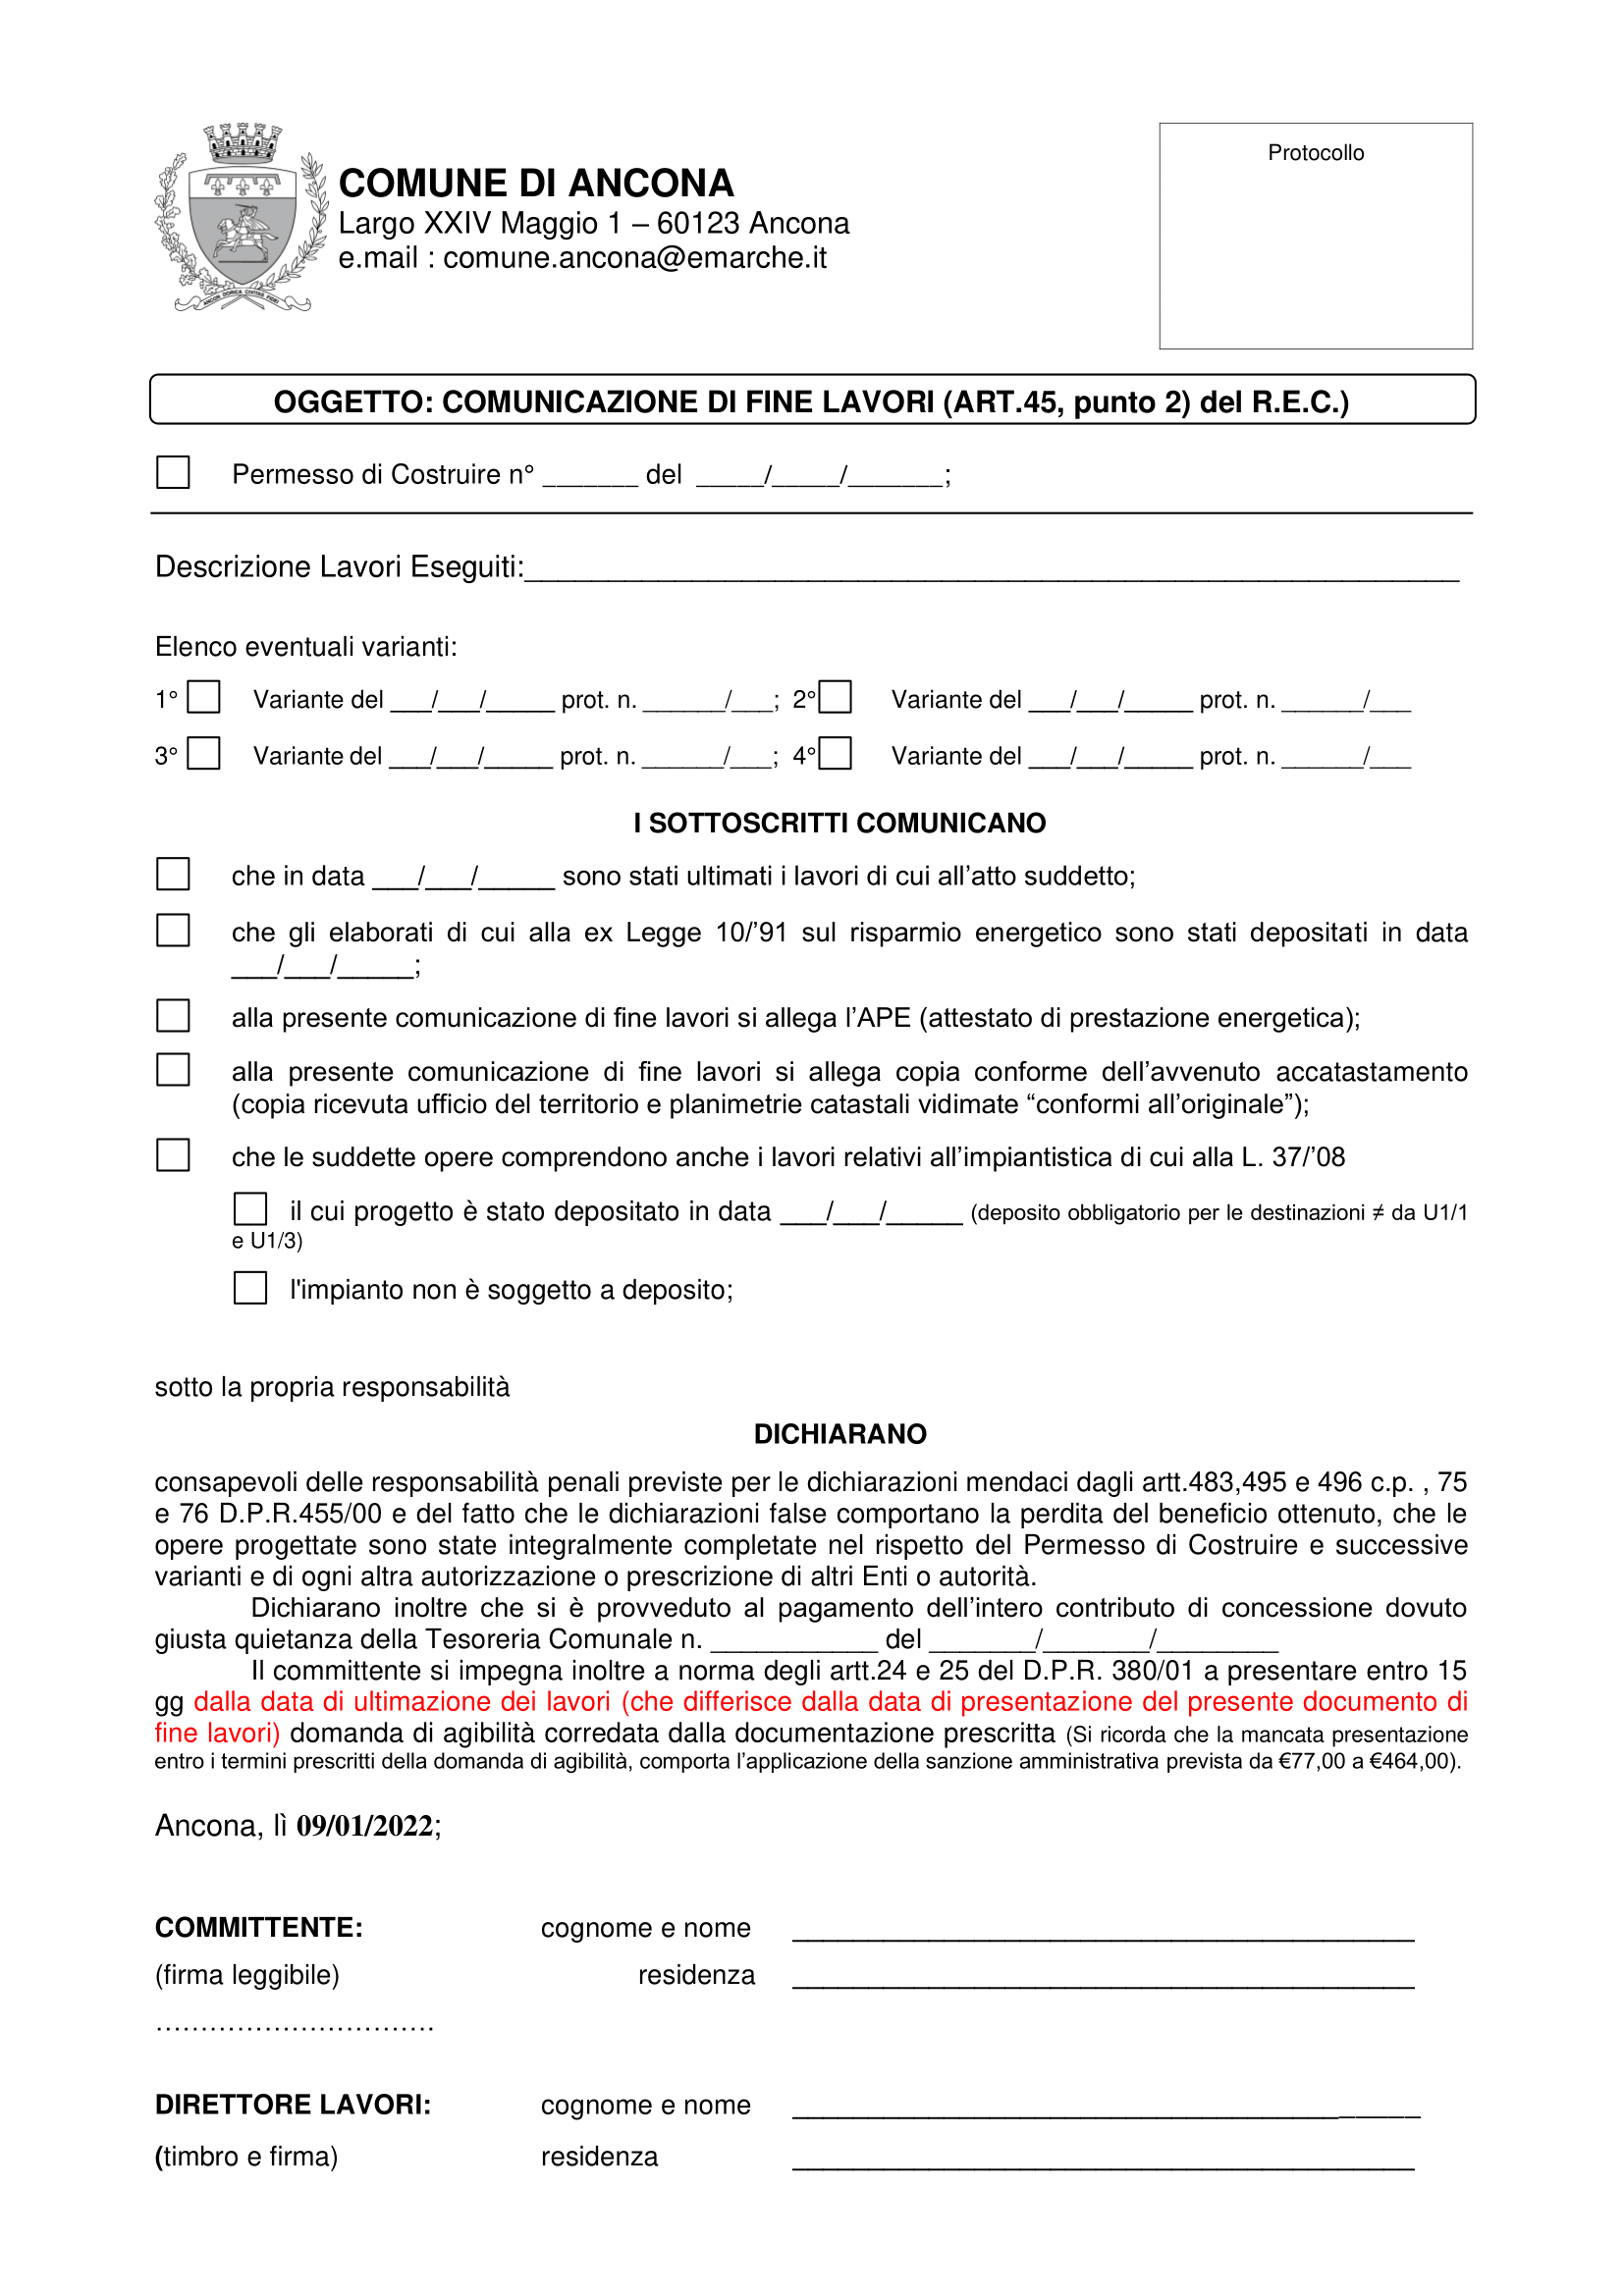 COMUNE DI ANCONA
Largo XXIV Maggio 1 – 60123 Ancona
e.mail : comune.ancona@emarche.it
Protocollo
ANCON DORICA CIVITAS FIDEI
OGGETTO: COMUNICAZIONE DI FINE LAVORI (ART.45, punto 2) del R.E.C.)
Permesso di Costruire n° _______ del _____/_____/_______;
Descrizione Lavori Eseguiti:_________________________________________________________
Elenco eventuali varianti:
1° Variante del ___/___/_____ prot. n. ______/___; 2° Variante del ___/___/_____ prot. n. ______/___
3° Variante del ___/___/_____ prot. n. ______/___; 4° Variante del ___/___/_____ prot. n. ______/___
I SOTTOSCRITTI COMUNICANO
che in data ___/___/_____ sono stati ultimati i lavori di cui all’atto suddetto;
che gli elaborati di cui alla ex Legge 10/’91 sul risparmio energetico sono stati depositati in data
___/___/_____;
alla presente comunicazione di fine lavori si allega l’APE (attestato di prestazione energetica);
alla presente comunicazione di fine lavori si allega copia conforme dell’avvenuto accatastamento
(copia ricevuta ufficio del territorio e planimetrie catastali vidimate “conformi all’originale”);
che le suddette opere comprendono anche i lavori relativi all’impiantistica di cui alla L. 37/’08
il cui progetto è stato depositato in data ___/___/_____ (deposito obbligatorio per le destinazioni ≠ da U1/1
e U1/3)
l'impianto non è soggetto a deposito;
sotto la propria responsabilità
DICHIARANO
consapevoli delle responsabilità penali previste per le dichiarazioni mendaci dagli artt.483,495 e 496 c.p. , 75
e 76 D.P.R.455/00 e del fatto che le dichiarazioni false comportano la perdita del beneficio ottenuto, che le
opere progettate sono state integralmente completate nel rispetto del Permesso di Costruire e successive
varianti e di ogni altra autorizzazione o prescrizione di altri Enti o autorità.
Dichiarano inoltre che si è provveduto al pagamento dell’intero contributo di concessione dovuto
giusta quietanza della Tesoreria Comunale n. ___________ del _______/_______/________
Il committente si impegna inoltre a norma degli artt.24 e 25 del D.P.R. 380/01 a presentare entro 15
gg dalla data di ultimazione dei lavori (che differisce dalla data di presentazione del presente documento di
fine lavori) domanda di agibilità corredata dalla documentazione prescritta (Si ricorda che la mancata presentazione
entro i termini prescritti della domanda di agibilità, comporta l’applicazione della sanzione amministrativa prevista da €77,00 a €464,00).
Ancona, lì 09/01/2022;
COMMITTENTE: cognome e nome _________________________________________
(firma leggibile) residenza _________________________________________
………………………….
DIRETTORE LAVORI: cognome e nome _________________________________________
(timbro e firma) residenza _________________________________________